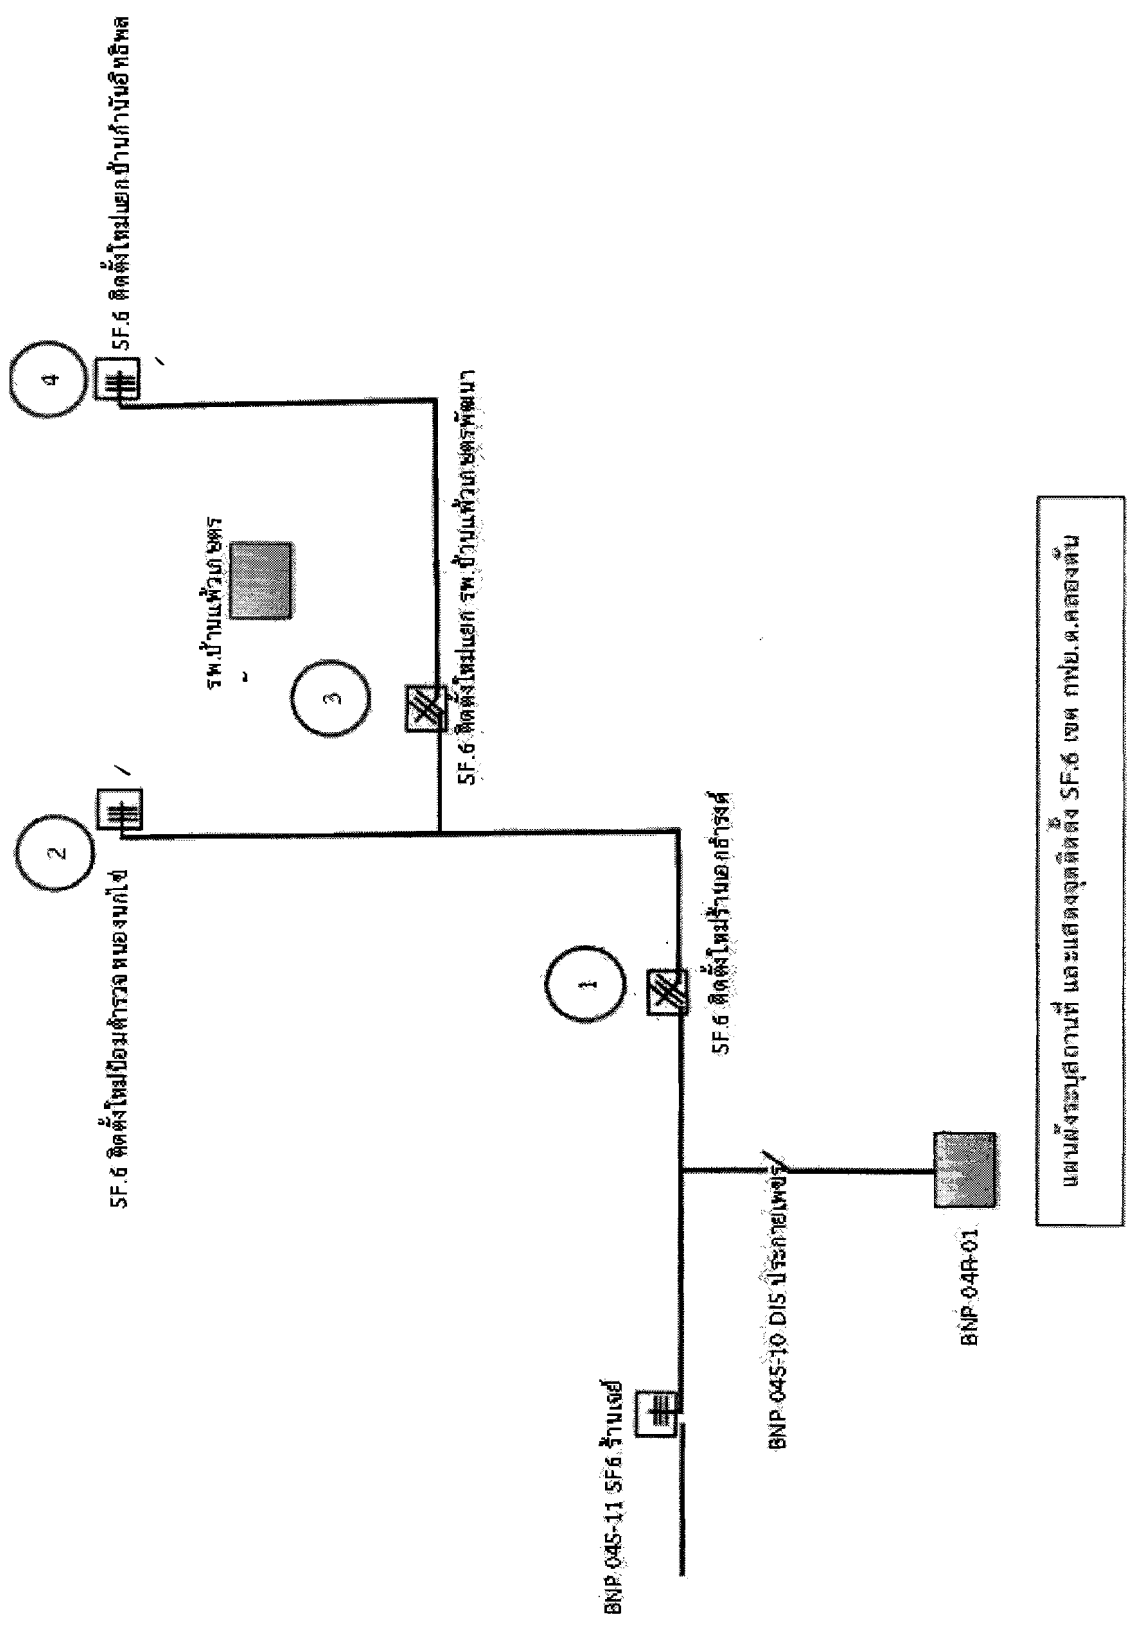 4
SF.6 ติดตั้งใหม่แยกบ้านกำนันอิทธิพล
รพ.บ้านแพ้วเกษตร
3
SF.6 ติดตั้งใหม่แยก รพ.บ้านแพ้วเกษตรพัฒนา
2
SF.6 ติดตั้งใหม่ป้อมตำรวจหนองนกไข่
1
SF.6 ติดตั้งใหม่ร้านเอกธำรงค์
BNP 04S-11 SF6 ร้านเจย์
BNP 04S-10 DIS ประกายเพชร
BNP 04R-01
แผนผังระบุสถานที่ และแสดงจุดติดตั้ง SF.6 เขต กฟย.ต.คลองตัน